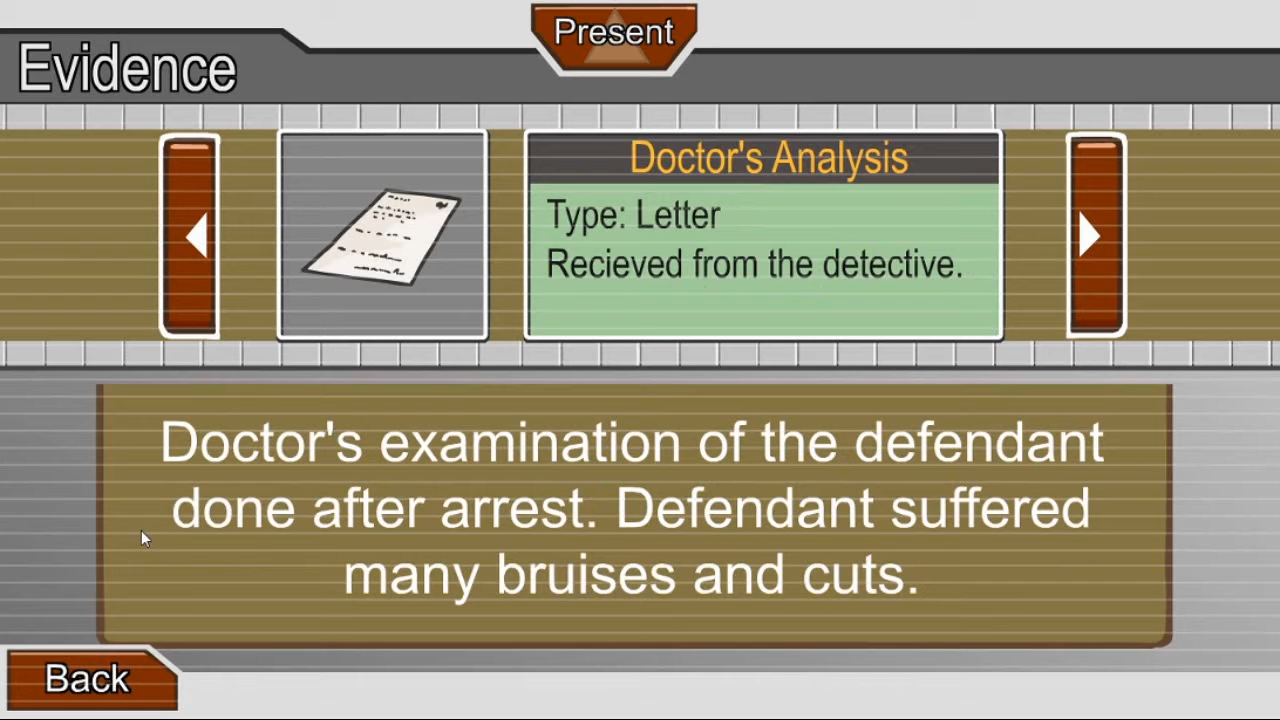 Present
Evidence
Doctor's Analysis
Type: Letter
Recieved from the detective.
Doctor's examination of the defendant
done after arrest. Defendant suffered
many bruises and cuts.
Back